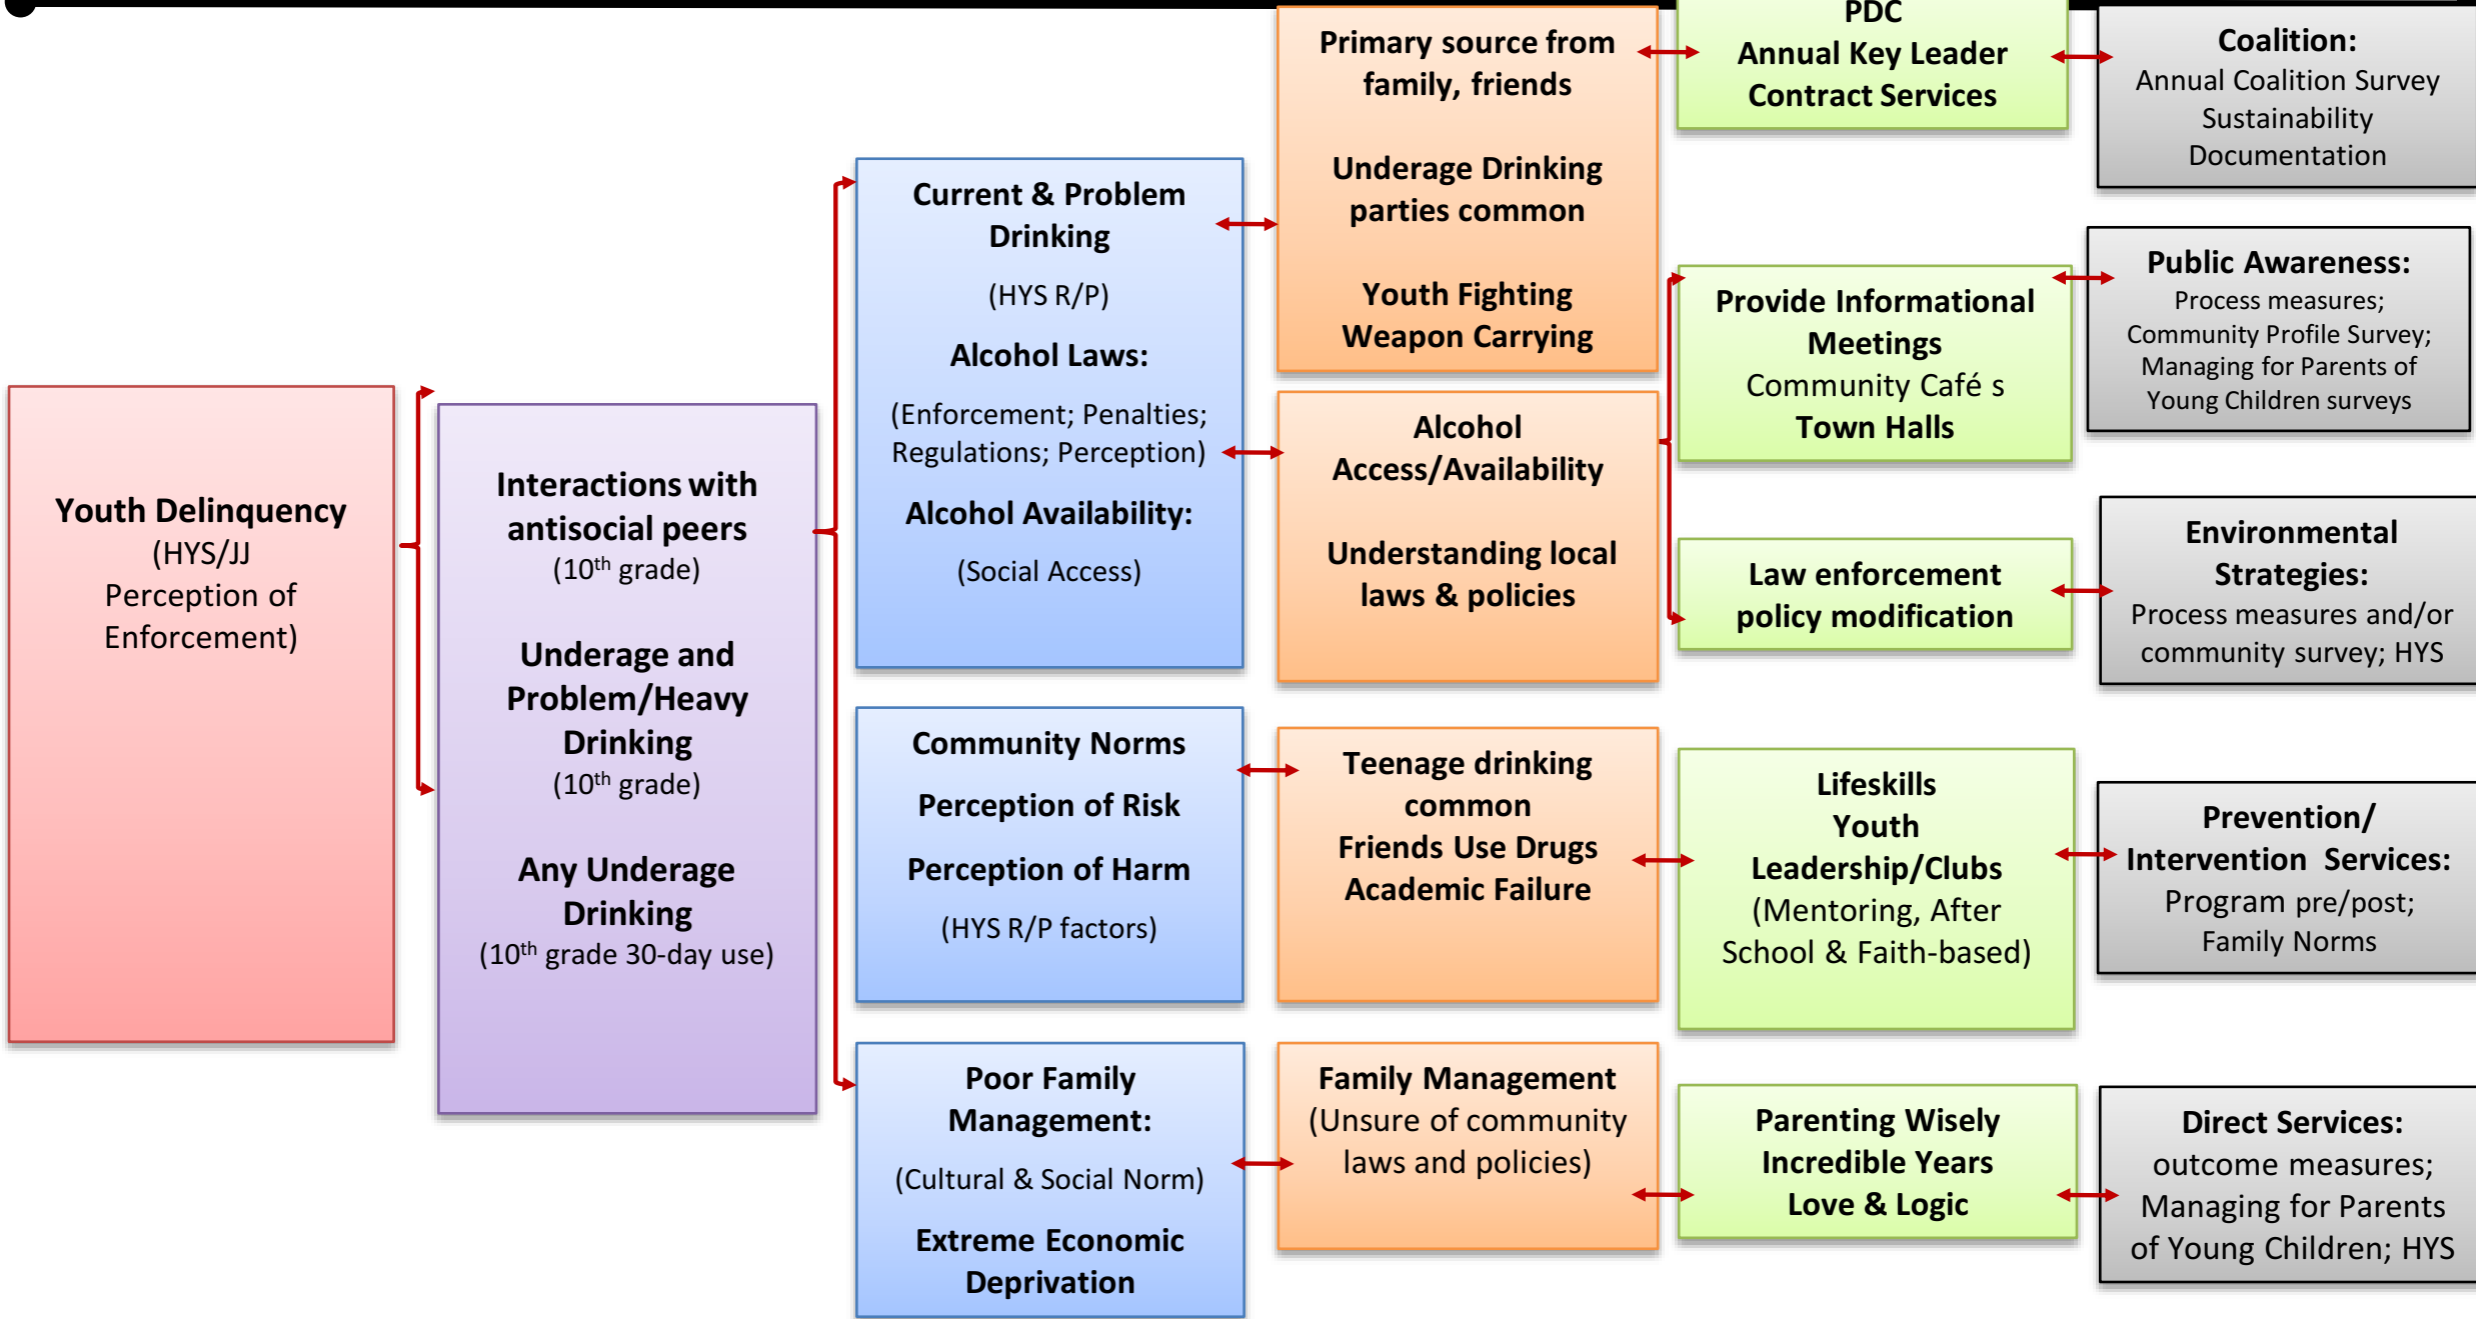 Youth Delinquency
(HYS/JJ
Perception of
Enforcement)
Interactions with
antisocial peers
(10th grade)
Underage and
Problem/Heavy
Drinking
(10th grade)
Any Underage
Drinking
(10th grade 30-day use)
Current & Problem
Drinking
(HYS R/P)
Alcohol Laws:
(Enforcement; Penalties;
Regulations; Perception)
Alcohol Availability:
(Social Access)
Community Norms
Perception of Risk
Perception of Harm
(HYS R/P factors)
Poor Family
Management:
(Cultural & Social Norm)
Extreme Economic
Deprivation
Primary source from
family, friends
Underage Drinking
parties common
Youth Fighting
Weapon Carrying
Alcohol
Access/Availability
Understanding local
laws & policies
Teenage drinking
common
Friends Use Drugs
Academic Failure
Family Management
(Unsure of community
laws and policies)
PDC
Annual Key Leader
Contract Services
Provide Informational
Meetings
Community Café s
Town Halls
Law enforcement
policy modification
Lifeskills
Youth
Leadership/Clubs
(Mentoring, After
School & Faith-based)
Parenting Wisely
Incredible Years
Love & Logic
Coalition:
Annual Coalition Survey
Sustainability
Documentation
Public Awareness:
Process measures;
Community Profile Survey;
Managing for Parents of
Young Children surveys
Environmental
Strategies:
Process measures and/or
community survey; HYS
Prevention/
Intervention Services:
Program pre/post;
Family Norms
Direct Services:
outcome measures;
Managing for Parents
of Young Children; HYS